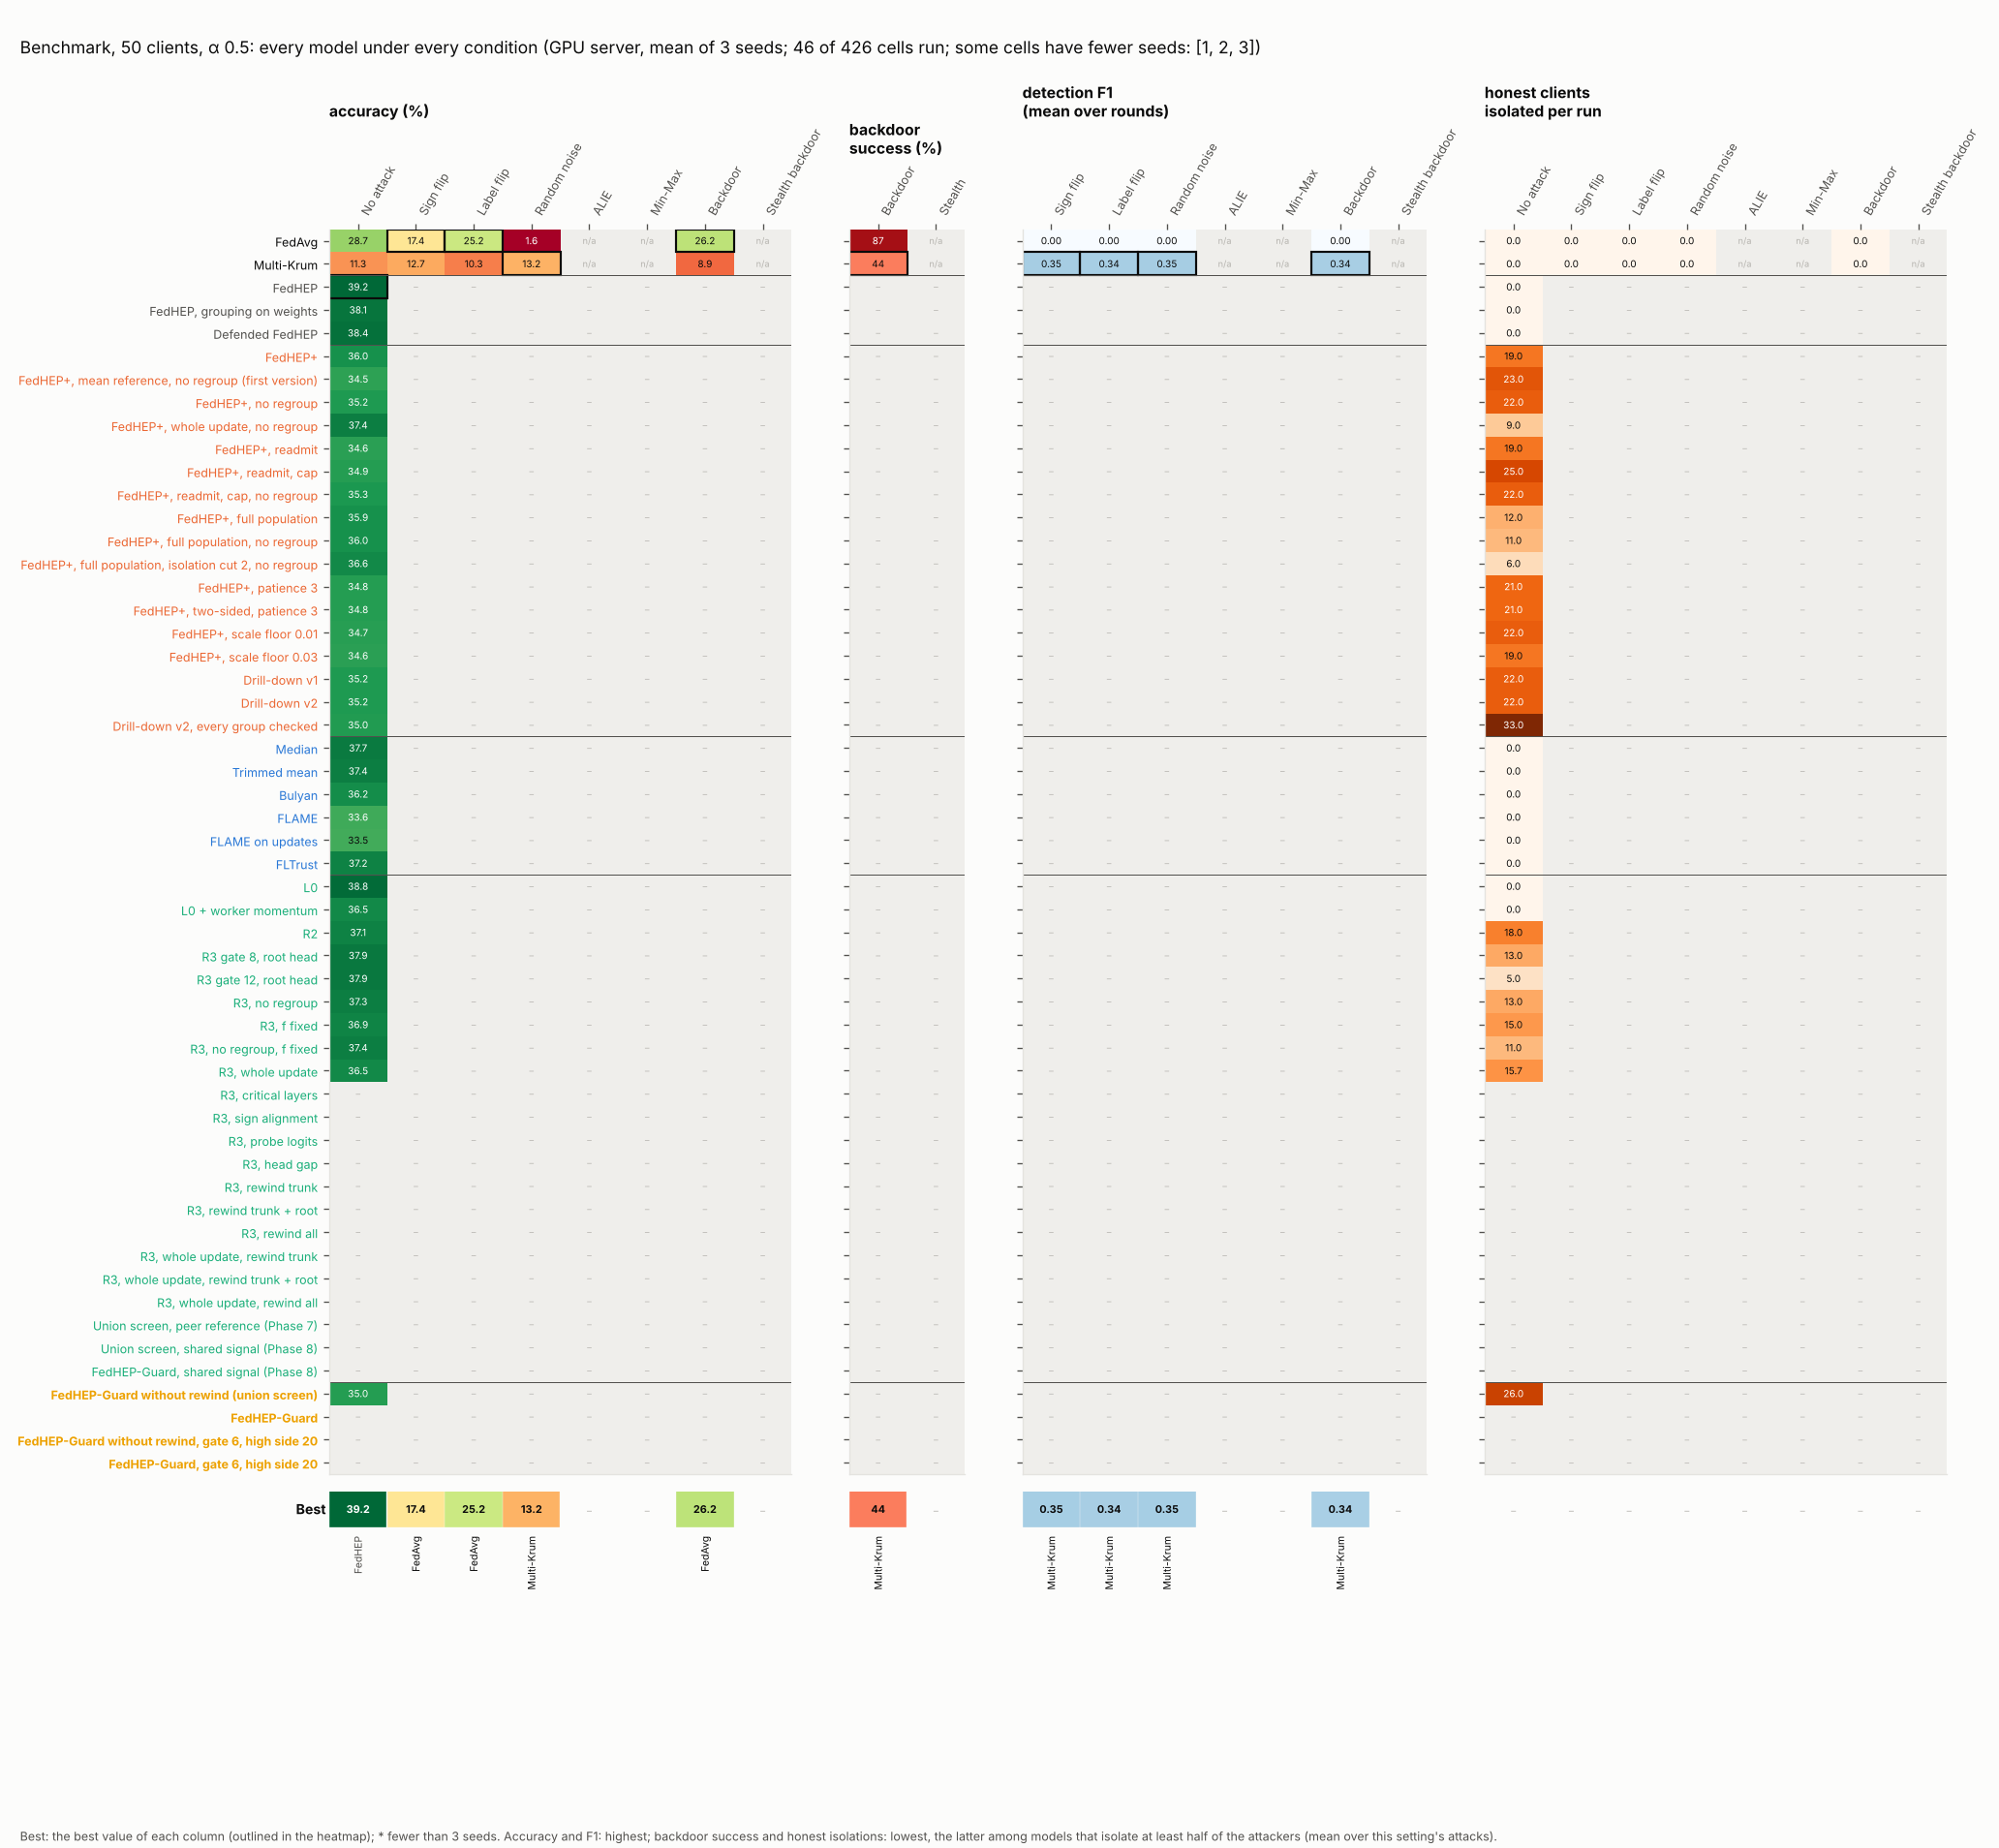 Benchmark, 50 clients, α 0.5: every model under every condition (GPU server, mean of 3 seeds; 46 of 426 cells run; some cells have fewer seeds: [1, 2, 3])
accuracy (%)
backdoor
success (%)
detection F1
(mean over rounds)
honest clients
isolated per run
No attack Sign flip Label flip Random noise ALIE Min-Max Backdoor Stealth backdoor
Backdoor Stealth
Sign flip Label flip Random noise ALIE Min-Max Backdoor Stealth backdoor
No attack Sign flip Label flip Random noise ALIE Min-Max Backdoor Stealth backdoor
FedAvg 28.7 17.4 25.2 1.6 n/a n/a 26.2 n/a 87 n/a 0.00 0.00 0.00 n/a n/a 0.00 n/a 0.0 0.0 0.0 0.0 n/a n/a 0.0 n/a
Multi-Krum 11.3 12.7 10.3 13.2 n/a n/a 8.9 n/a 44 n/a 0.35 0.34 0.35 n/a n/a 0.34 n/a 0.0 0.0 0.0 0.0 n/a n/a 0.0 n/a
FedHEP 39.2 – – – – – – – – – – – – – – – – 0.0 – – – – – – –
FedHEP, grouping on weights 38.1 – – – – – – – – – – – – – – – – 0.0 – – – – – – –
Defended FedHEP 38.4 – – – – – – – – – – – – – – – – 0.0 – – – – – – –
FedHEP+ 36.0 – – – – – – – – – – – – – – – – 19.0 – – – – – – –
FedHEP+, mean reference, no regroup (first version) 34.5 – – – – – – – – – – – – – – – – 23.0 – – – – – – –
FedHEP+, no regroup 35.2 – – – – – – – – – – – – – – – – 22.0 – – – – – – –
FedHEP+, whole update, no regroup 37.4 – – – – – – – – – – – – – – – – 9.0 – – – – – – –
FedHEP+, readmit 34.6 – – – – – – – – – – – – – – – – 19.0 – – – – – – –
FedHEP+, readmit, cap 34.9 – – – – – – – – – – – – – – – – 25.0 – – – – – – –
FedHEP+, readmit, cap, no regroup 35.3 – – – – – – – – – – – – – – – – 22.0 – – – – – – –
FedHEP+, full population 35.9 – – – – – – – – – – – – – – – – 12.0 – – – – – – –
FedHEP+, full population, no regroup 36.0 – – – – – – – – – – – – – – – – 11.0 – – – – – – –
FedHEP+, full population, isolation cut 2, no regroup 36.6 – – – – – – – – – – – – – – – – 6.0 – – – – – – –
FedHEP+, patience 3 34.8 – – – – – – – – – – – – – – – – 21.0 – – – – – – –
FedHEP+, two-sided, patience 3 34.8 – – – – – – – – – – – – – – – – 21.0 – – – – – – –
FedHEP+, scale floor 0.01 34.7 – – – – – – – – – – – – – – – – 22.0 – – – – – – –
FedHEP+, scale floor 0.03 34.6 – – – – – – – – – – – – – – – – 19.0 – – – – – – –
Drill-down v1 35.2 – – – – – – – – – – – – – – – – 22.0 – – – – – – –
Drill-down v2 35.2 – – – – – – – – – – – – – – – – 22.0 – – – – – – –
Drill-down v2, every group checked 35.0 – – – – – – – – – – – – – – – – 33.0 – – – – – – –
Median 37.7 – – – – – – – – – – – – – – – – 0.0 – – – – – – –
Trimmed mean 37.4 – – – – – – – – – – – – – – – – 0.0 – – – – – – –
Bulyan 36.2 – – – – – – – – – – – – – – – – 0.0 – – – – – – –
FLAME 33.6 – – – – – – – – – – – – – – – – 0.0 – – – – – – –
FLAME on updates 33.5 – – – – – – – – – – – – – – – – 0.0 – – – – – – –
FLTrust 37.2 – – – – – – – – – – – – – – – – 0.0 – – – – – – –
L0 38.8 – – – – – – – – – – – – – – – – 0.0 – – – – – – –
L0 + worker momentum 36.5 – – – – – – – – – – – – – – – – 0.0 – – – – – – –
R2 37.1 – – – – – – – – – – – – – – – – 18.0 – – – – – – –
R3 gate 8, root head 37.9 – – – – – – – – – – – – – – – – 13.0 – – – – – – –
R3 gate 12, root head 37.9 – – – – – – – – – – – – – – – – 5.0 – – – – – – –
R3, no regroup 37.3 – – – – – – – – – – – – – – – – 13.0 – – – – – – –
R3, f fixed 36.9 – – – – – – – – – – – – – – – – 15.0 – – – – – – –
R3, no regroup, f fixed 37.4 – – – – – – – – – – – – – – – – 11.0 – – – – – – –
R3, whole update 36.5 – – – – – – – – – – – – – – – – 15.7 – – – – – – –
R3, critical layers – – – – – – – – – – – – – – – – – – – – – – – – –
R3, sign alignment – – – – – – – – – – – – – – – – – – – – – – – – –
R3, probe logits – – – – – – – – – – – – – – – – – – – – – – – – –
R3, head gap – – – – – – – – – – – – – – – – – – – – – – – – –
R3, rewind trunk – – – – – – – – – – – – – – – – – – – – – – – – –
R3, rewind trunk + root – – – – – – – – – – – – – – – – – – – – – – – – –
R3, rewind all – – – – – – – – – – – – – – – – – – – – – – – – –
R3, whole update, rewind trunk – – – – – – – – – – – – – – – – – – – – – – – – –
R3, whole update, rewind trunk + root – – – – – – – – – – – – – – – – – – – – – – – – –
R3, whole update, rewind all – – – – – – – – – – – – – – – – – – – – – – – – –
Union screen, peer reference (Phase 7) – – – – – – – – – – – – – – – – – – – – – – – – –
Union screen, shared signal (Phase 8) – – – – – – – – – – – – – – – – – – – – – – – – –
FedHEP-Guard, shared signal (Phase 8) – – – – – – – – – – – – – – – – – – – – – – – – –
FedHEP-Guard without rewind (union screen) 35.0 – – – – – – – – – – – – – – – – 26.0 – – – – – – –
FedHEP-Guard – – – – – – – – – – – – – – – – – – – – – – – – –
FedHEP-Guard without rewind, gate 6, high side 20 – – – – – – – – – – – – – – – – – – – – – – – – –
FedHEP-Guard, gate 6, high side 20 – – – – – – – – – – – – – – – – – – – – – – – – –
Best 39.2 17.4 25.2 13.2 – – 26.2 – 44 – 0.35 0.34 0.35 – – 0.34 – – – – – – – – –
FedHEP FedAvg FedAvg Multi-Krum FedAvg Multi-Krum Multi-Krum Multi-Krum Multi-Krum Multi-Krum
Best: the best value of each column (outlined in the heatmap); * fewer than 3 seeds. Accuracy and F1: highest; backdoor success and honest isolations: lowest, the latter among models that isolate at least half of the attackers (mean over this setting's attacks).